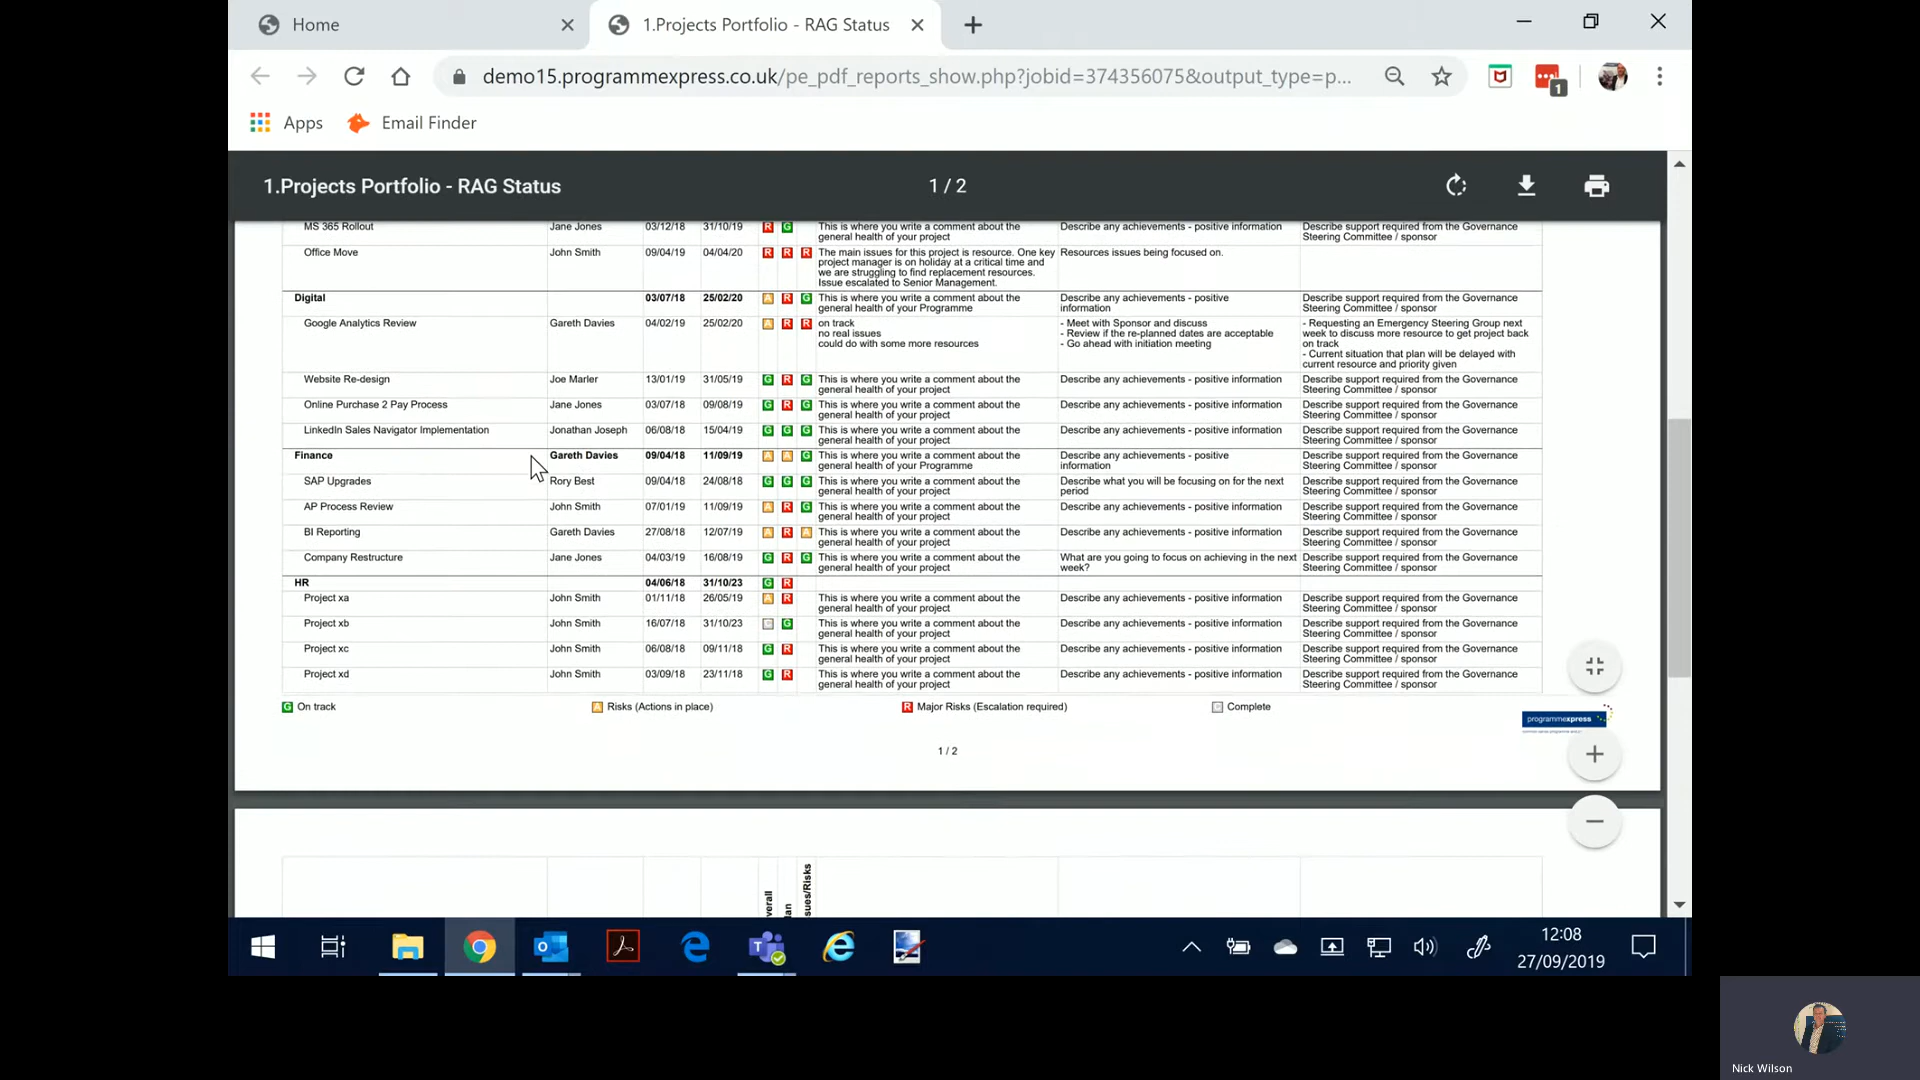 Home
1.Projects Portfolio - RAG Status
demo15.programmexpress.co.uk/pe_pdf_reports_show.php?jobid=374356075&output_type=p...
1
Apps
Email Finder
1.Projects Portfolio - RAG Status
1 / 2
MS 365 Rollout Jane Jones 03/12/18 31/10/19 R G This is where you write a comment about the Describe any achievements - positive information Describe support required from the Governance
general health of your project Steering Committee / sponsor
Office Move John Smith 09/04/19 04/04/20 R R R The main issues for this project is resource. One key Resources issues being focused on.
project manager is on holiday at a critical time and
we are struggling to find replacement resources.
Issue escalated to Senior Management.
Digital 03/07/18 25/02/20 A R G This is where you write a comment about the Describe any achievements - positive Describe support required from the Governance
general health of your Programme information Steering Committee / sponsor
Google Analytics Review Gareth Davies 04/02/19 25/02/20 A R R on track - Meet with Sponsor and discuss - Requesting an Emergency Steering Group next
no real issues - Review if the re-planned dates are acceptable week to discuss more resource to get project back
could do with some more resources - Go ahead with initiation meeting on track
- Current situation that plan will be delayed with
current resource and priority given
Website Re-design Joe Marler 13/01/19 31/05/19 G R G This is where you write a comment about the Describe any achievements - positive information Describe support required from the Governance
general health of your project Steering Committee / sponsor
Online Purchase 2 Pay Process Jane Jones 03/07/18 09/08/19 G R G This is where you write a comment about the Describe any achievements - positive information Describe support required from the Governance
general health of your project Steering Committee / sponsor
LinkedIn Sales Navigator Implementation Jonathan Joseph 06/08/18 15/04/19 G G G This is where you write a comment about the Describe any achievements - positive information Describe support required from the Governance
general health of your project Steering Committee / sponsor
Finance Gareth Davies 09/04/18 11/09/19 A A G This is where you write a comment about the Describe any achievements - positive Describe support required from the Governance
general health of your Programme information Steering Committee / sponsor
SAP Upgrades Rory Best 09/04/18 24/08/18 G G G This is where you write a comment about the Describe what you will be focusing on for the next Describe support required from the Governance
general health of your project period Steering Committee / sponsor
AP Process Review John Smith 07/01/19 11/09/19 A R G This is where you write a comment about the Describe any achievements - positive information Describe support required from the Governance
general health of your project Steering Committee / sponsor
BI Reporting Gareth Davies 27/08/18 12/07/19 A R A This is where you write a comment about the Describe any achievements - positive information Describe support required from the Governance
general health of your project Steering Committee / sponsor
Company Restructure Jane Jones 04/03/19 16/08/19 G R G This is where you write a comment about the What are you going to focus on achieving in the next Describe support required from the Governance
general health of your project week? Steering Committee / sponsor
HR 04/06/18 31/10/23 G R
Project xa John Smith 01/11/18 26/05/19 A R This is where you write a comment about the Describe any achievements - positive information Describe support required from the Governance
general health of your project Steering Committee / sponsor
Project xb John Smith 16/07/18 31/10/23 C G This is where you write a comment about the Describe any achievements - positive information Describe support required from the Governance
general health of your project Steering Committee / sponsor
Project xc John Smith 06/08/18 09/11/18 G R This is where you write a comment about the Describe any achievements - positive information Describe support required from the Governance
general health of your project Steering Committee / sponsor
Project xd John Smith 03/09/18 23/11/18 G R This is where you write a comment about the Describe any achievements - positive information Describe support required from the Governance
general health of your project Steering Committee / sponsor
G On track A Risks (Actions in place) R Major Risks (Escalation required) C Complete
programmexpress
1 / 2
verall
lan
sues/Risks
12:08
27/09/2019
Nick Wilson